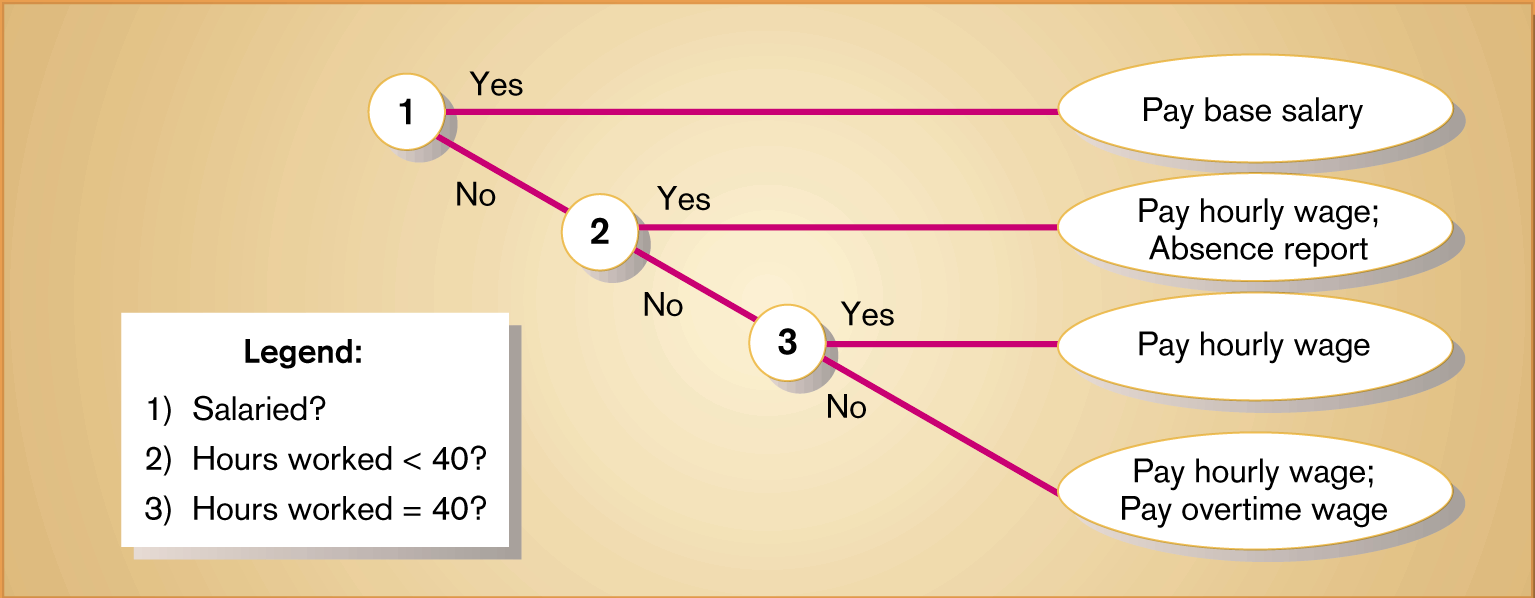 1
Yes
Pay base salary
No
2
Yes
Pay hourly wage;
Absence report
No
3
Yes
Pay hourly wage
No
Pay hourly wage;
Pay overtime wage
Legend:
1) Salaried?
2) Hours worked < 40?
3) Hours worked = 40?